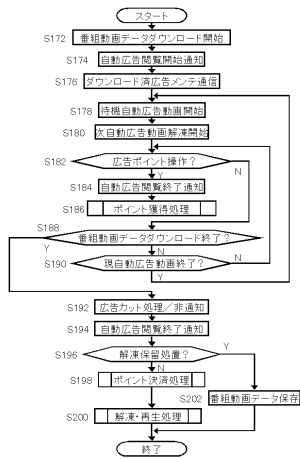 スタート
S172 番組動画データダウンロード開始
S174 自動広告閲覧開始通知
S176 ダウンロード済広告メンテ通信
S178 待機自動広告動画開始
S180 次自動広告動画解凍開始
S182 広告ポイント操作？
Y N
S184 自動広告閲覧終了通知
S186 ポイント獲得処理
S188
番組動画データダウンロード終了？
Y N
S190 現自動広告動画終了？ N
Y
S192 広告カット処理／非通知
S194 自動広告閲覧終了通知
S196 解凍保留処置？ Y
N
S198 ポイント決済処理
S202 番組動画データ保存
S200 解凍・再生処理
終了